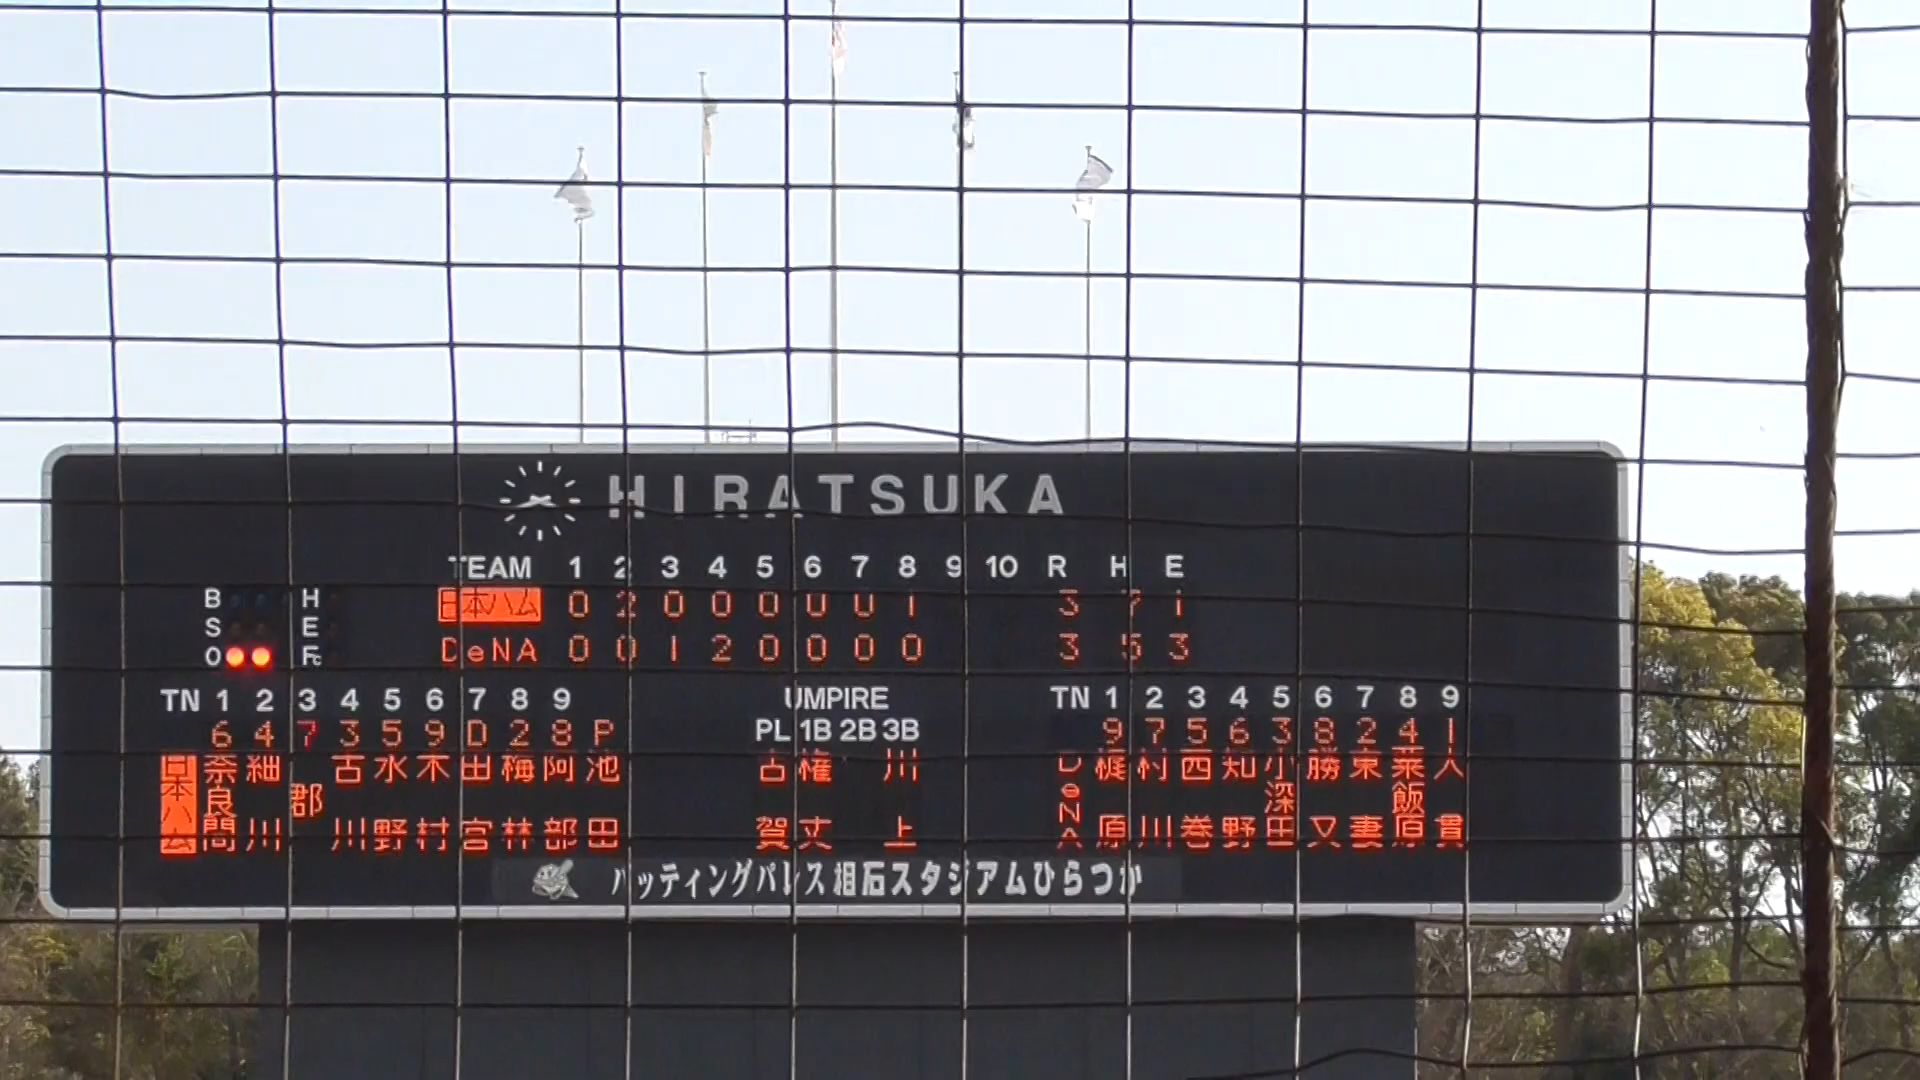 HIRATSUKA
TEAM 1 2 3 4 5 6 7 8 9 10 R H E
B H 日本ハム 0 2 0 0 0 0 0 1 3 7 1
S E
O Fc DeNA 0 0 1 2 0 0 0 0 3 5 3
TN 1 2 3 4 5 6 7 8 9 UMPIRE TN 1 2 3 4 5 6 7 8 9
6 4 7 3 5 9 D 2 8 P PL 1B 2B 3B 9 7 5 6 3 8 2 4 1
日本ハム 奈良間 細川 郡 古川 水野 木村 田宮 梅林 阿部 池田 古賀 権丈 川上 DeNA 梶原 村川 西巻 知野 小深田 勝又 東妻 粟飯原 入貫
バッティングパレス相石スタジアムひらつか